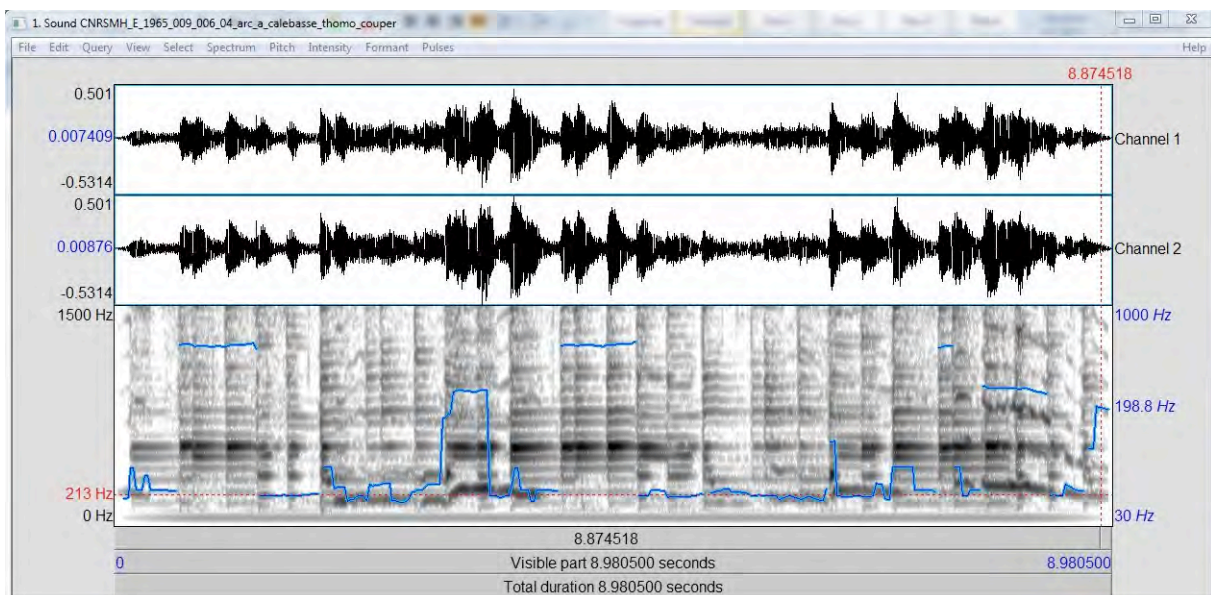 1. Sound CNRSMH_E_1965_009_006_04_arc_a_calebasse_thomo_couper
File Edit Query View Select Spectrum Pitch Intensity Formant Pulses Help
8.874518
0.501
0.007409
-0.5314
Channel 1
0.501
0.00876
-0.5314
Channel 2
1500 Hz
1000 Hz
198.8 Hz
213 Hz
0 Hz
30 Hz
8.874518
0 Visible part 8.980500 seconds 8.980500
Total duration 8.980500 seconds